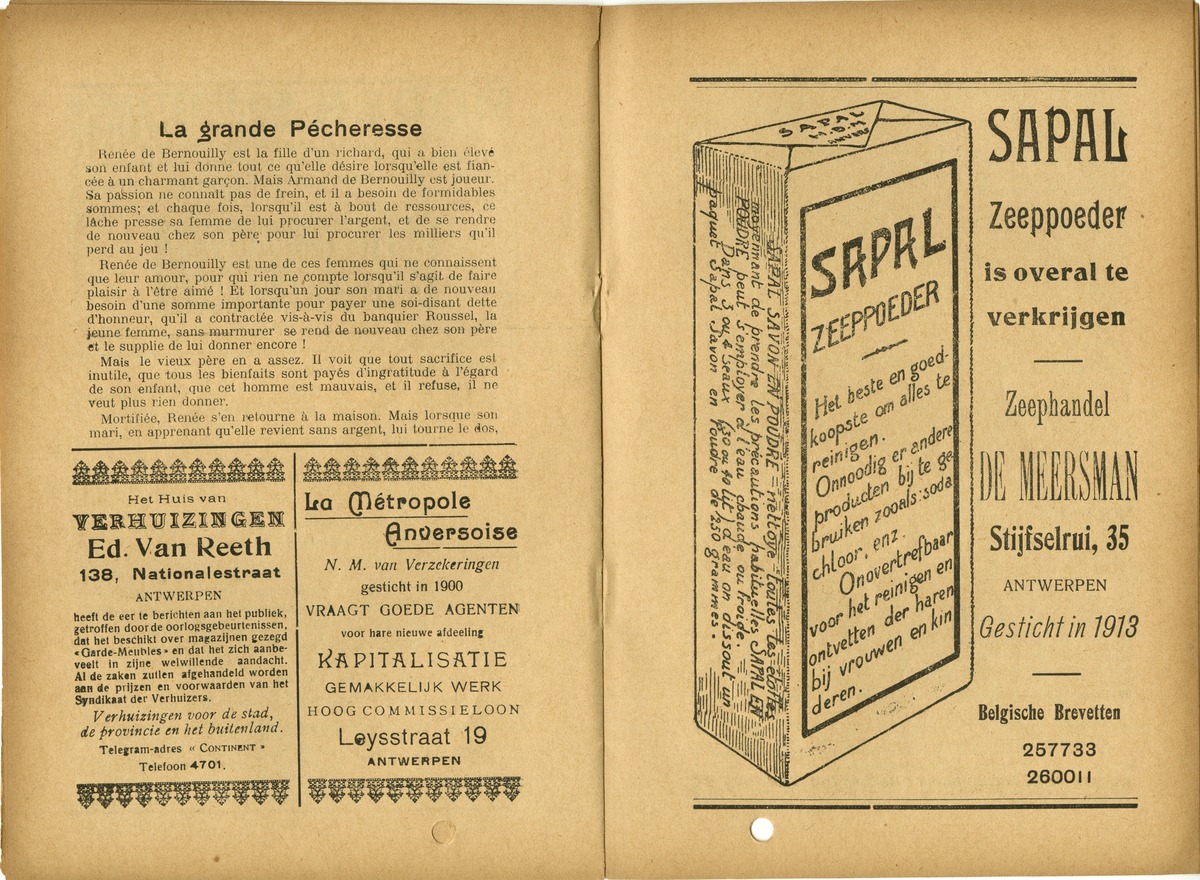 La grande Pécheresse
Renée de Bernouilly est la fille d'un richard, qui a bien élevé
son enfant et lui donne tout ce qu'elle désire lorsqu'elle est fian-
cée à un charmant garçon. Mais Armand de Bernouilly est joueur.
Sa passion ne connaît pas de frein, et il a besoin de formidables
sommes; et chaque fois, lorsqu'il est à bout de ressources, ce
lâche presse sa femme de lui procurer l'argent, et de se rendre
de nouveau chez son père pour lui procurer les milliers qu'il
perd au jeu !
Renée de Bernouilly est une de ces femmes qui ne connaissent
que leur amour, pour qui rien ne compte lorsqu'il s'agit de faire
plaisir à l'être aimé ! Et lorsqu'un jour son mari a de nouveau
besoin d'une somme importante pour payer une soi-disant dette
d'honneur, qu'il a contractée vis-à-vis du banquier Roussel, la
jeune femme, sans murmurer se rend de nouveau chez son père
et le supplie de lui donner encore !
Mais le vieux père en a assez. Il voit que tout sacrifice est
inutile, que tous les bienfaits sont payés d'ingratitude à l'égard
de son enfant, que cet homme est mauvais, et il refuse, il ne
veut plus rien donner.
Mortifiée, Renée s'en retourne à la maison. Mais lorsque son
mari, en apprenant qu'elle revient sans argent, lui tourne le dos,
Het Huis van
VERHUIZINGEN
Ed. Van Reeth
138, Nationalestraat
ANTWERPEN
heeft de eer te berichten aan het publiek,
getroffen door de oorlogsgebeurtenissen,
dat het beschikt over magazijnen gezegd
«Garde-Meubles» en dat het zich aanbe-
veelt in zijne welwillende aandacht.
Al de zaken zullen afgehandeld worden
aan de prijzen en voorwaarden van het
Syndikaat der Verhuizers.
Verhuizingen voor de stad,
de provincie en het buitenland.
Telegram-adres « CONTINENT »
Telefoon 4701.
La Métropole
Anversoise
N. M. van Verzekeringen
gesticht in 1900
VRAAGT GOEDE AGENTEN
voor hare nieuwe afdeeling
KAPITALISATIE
GEMAKKELIJK WERK
HOOG COMMISSIELOON
Leysstraat 19
ANTWERPEN
SAPAL
H.D.M
ANVERS
SAPAL SAVON EN POUDRE = nettoye toutes les étoffes
moyennant de prendre les précautions habituelles SAPAL EN
POUDRE peut s'employer à l'eau chaude ou froide.
Dans 3 ou 4 seaux (30 ou 40 lit) d'eau on dissout un
paquet Sapal Savon en Poudre de 250 grammes.
SAPAL
ZEEPPOEDER
Het beste en goed-
koopste om alles te
reinigen.
Onnoodig er andere
producten bij te ge
bruiken zooals: soda
chloor. enz.
Onovertrefbaar
voor het reinigen en
ontvetten der haren
bij vrouwen en kin
deren.
SAPAL
Zeeppoeder
is overal te
verkrijgen
Zeephandel
DE MEERSMAN
Stijfselrui, 35
ANTWERPEN
Gesticht in 1913
Belgische Brevetten
257733
260011